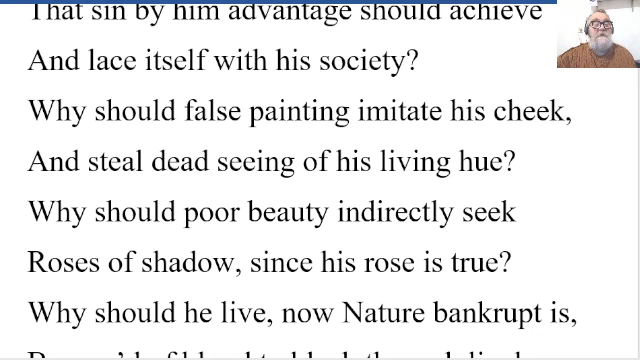 That sin by him advantage should achieve
And lace itself with his society?
Why should false painting imitate his cheek,
And steal dead seeing of his living hue?
Why should poor beauty indirectly seek
Roses of shadow, since his rose is true?
Why should he live, now Nature bankrupt is,